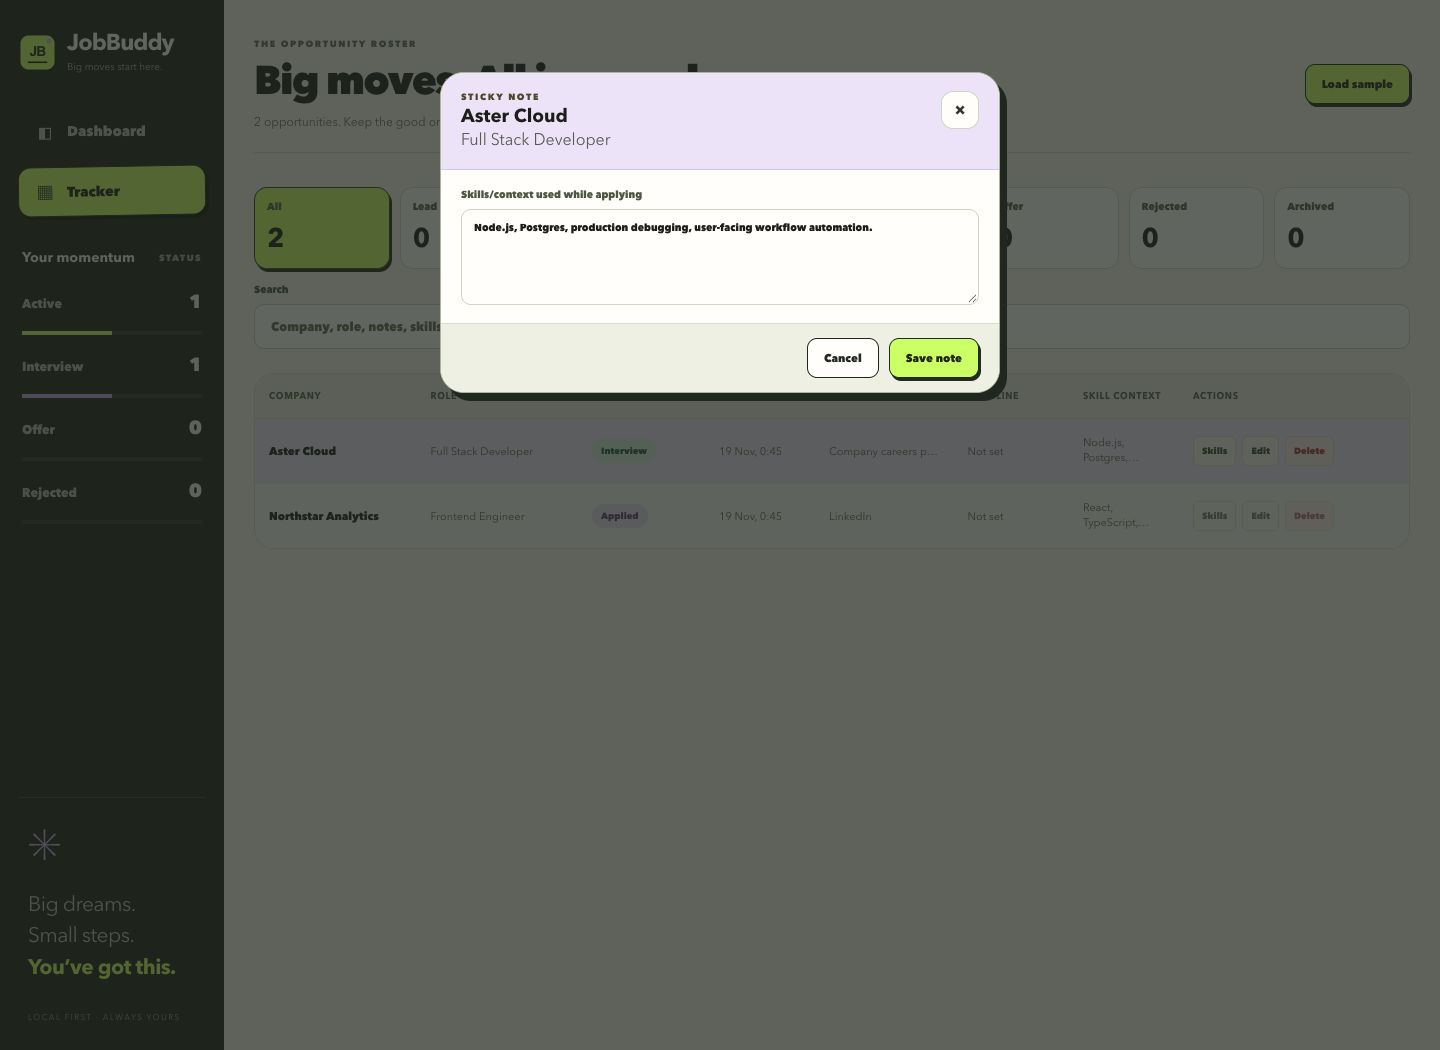 JB
JobBuddy
Big moves start here.
Dashboard
Tracker
Your momentum STATUS
Active 1
Interview 1
Offer 0
Rejected 0
Big dreams.
Small steps.
You've got this.
LOCAL FIRST · ALWAYS YOURS
THE OPPORTUNITY ROSTER
Big moves.
2 opportunities. Keep the good
Load sample
All
2
Lead
0
Rejected
0
Archived
0
Search
Company, role, notes, skills
COMPANY ROLE SKILL CONTEXT ACTIONS
Aster Cloud Full Stack Developer Interview 19 Nov, 0:45 Company careers p... Not set Node.js, Postgres,... Skills Edit Delete
Northstar Analytics Frontend Engineer Applied 19 Nov, 0:45 LinkedIn Not set React, TypeScript,... Skills Edit Delete
STICKY NOTE
Aster Cloud
Full Stack Developer
×
Skills/context used while applying
Node.js, Postgres, production debugging, user-facing workflow automation.
Cancel
Save note